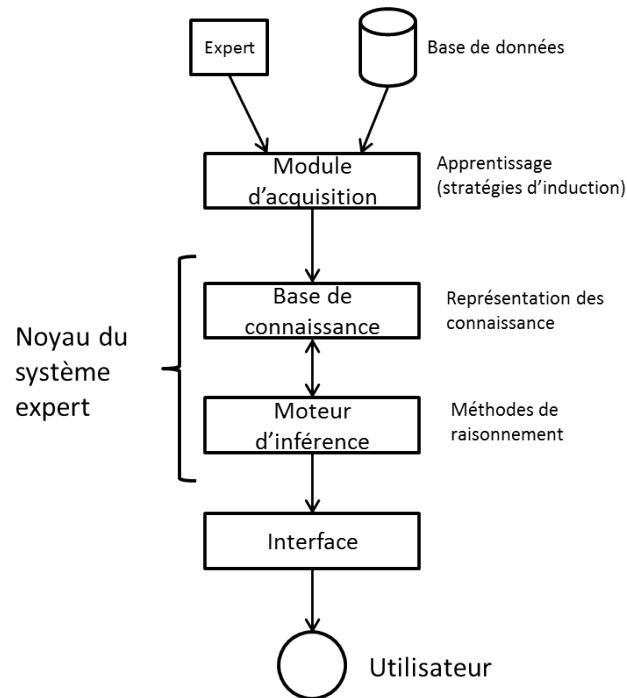 Expert
Base de données
Module
d'acquisition
Apprentissage
(stratégies d'induction)
Base de
connaissance
Représentation des
connaissance
Noyau du
système
expert
Moteur
d'inférence
Méthodes de
raisonnement
Interface
Utilisateur